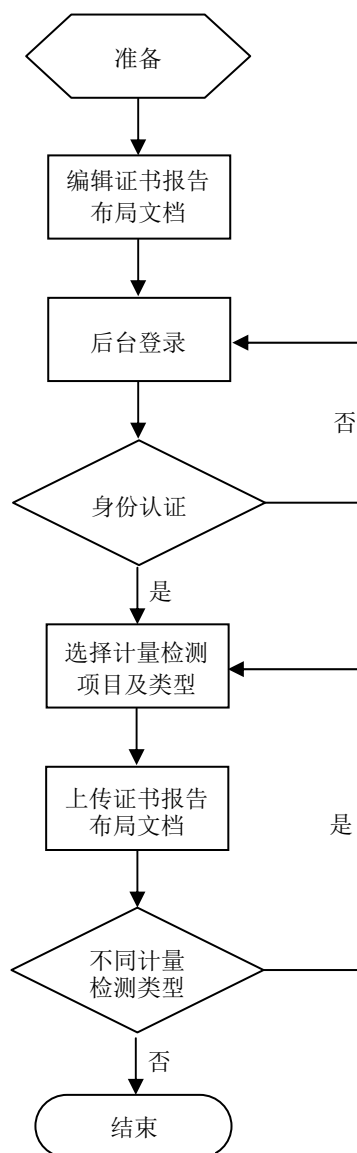 准备
编辑证书报告
布局文档
后台登录
否
身份认证
是
选择计量检测
项目及类型
上传证书报告
布局文档
是
不同计量
检测类型
否
结束